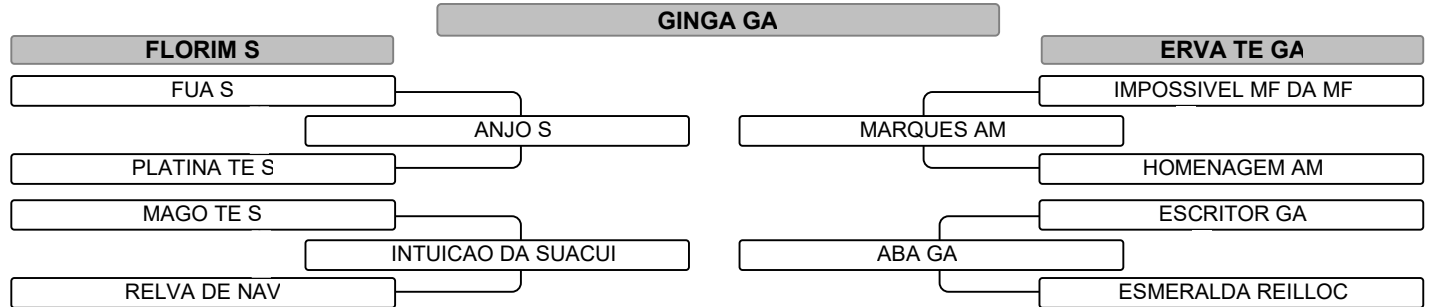 GINGA GA
FLORIM S
ERVA TE GA
FUA S
IMPOSSIVEL MF DA MF
ANJO S
MARQUES AM
PLATINA TE S
HOMENAGEM AM
MAGO TE S
ESCRITOR GA
INTUICAO DA SUACUI
ABA GA
RELVA DE NAV
ESMERALDA REILLOC